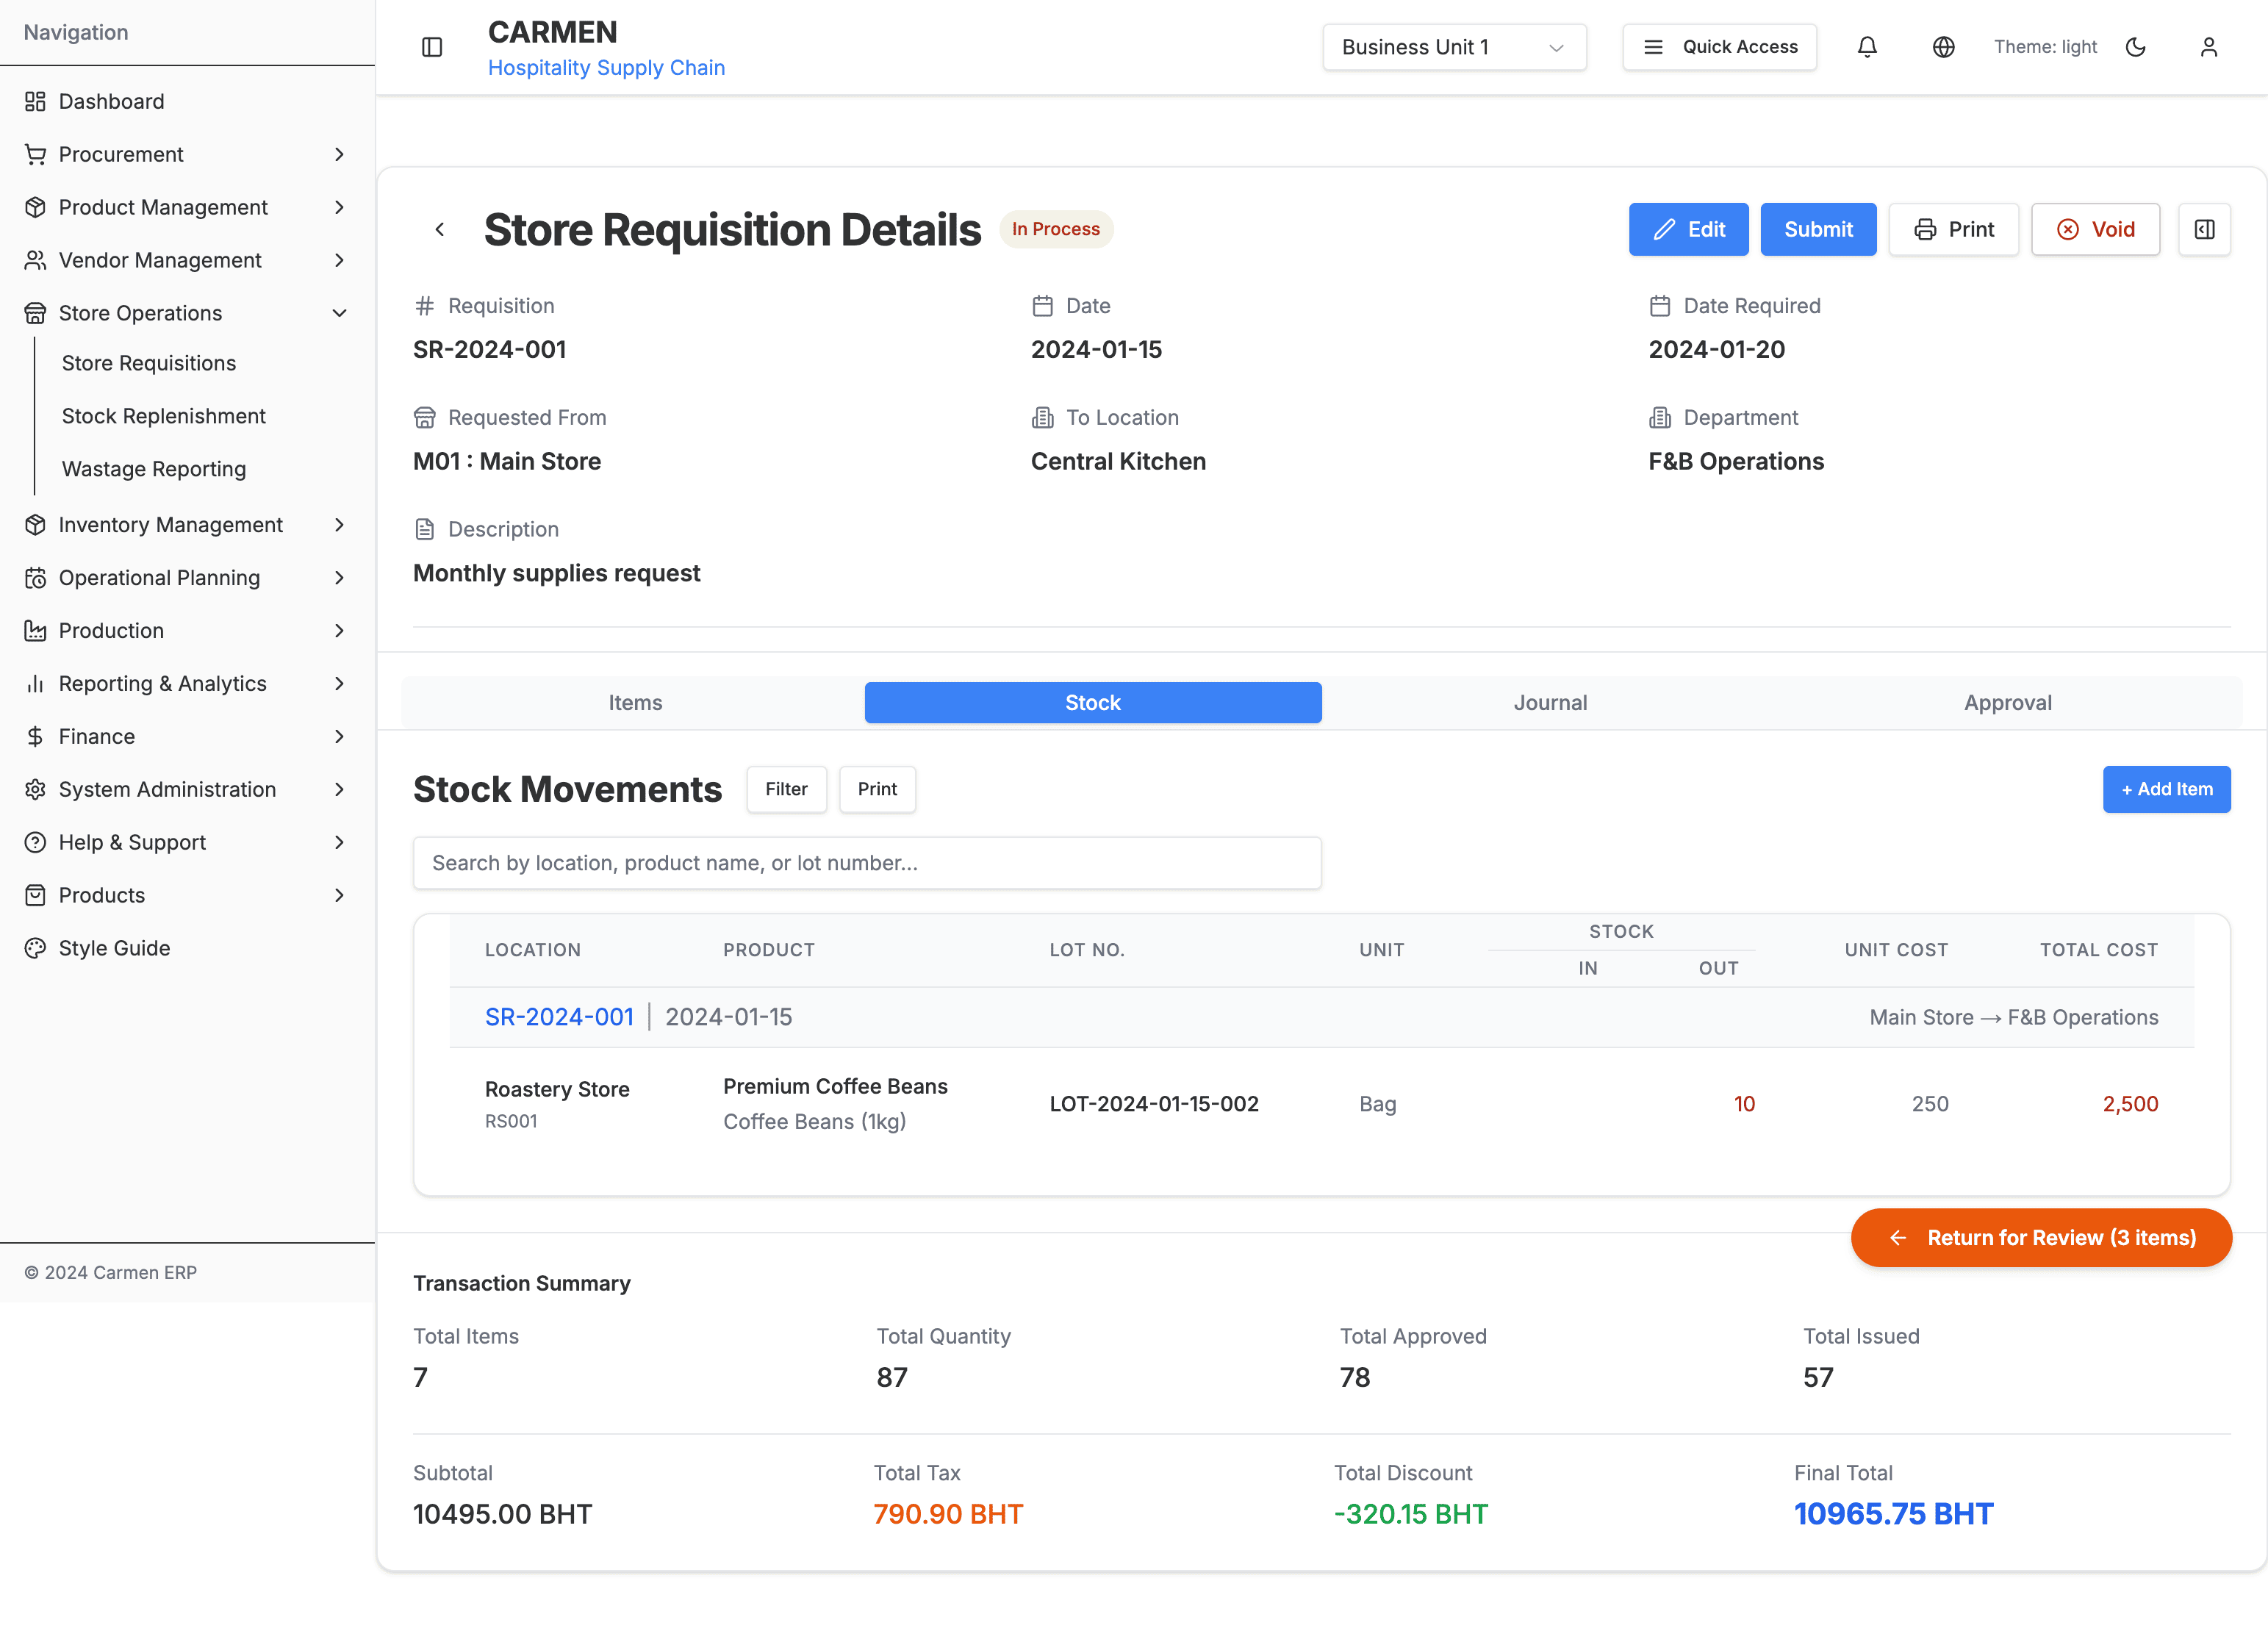 Navigation
Dashboard
Procurement
Product Management
Vendor Management
Store Operations
Store Requisitions
Stock Replenishment
Wastage Reporting
Inventory Management
Operational Planning
Production
Reporting & Analytics
Finance
System Administration
Help & Support
Products
Style Guide
© 2024 Carmen ERP
CARMEN
Hospitality Supply Chain
Business Unit 1
Quick Access
Theme: light
Store Requisition Details
In Process
Edit
Submit
Print
Void
Requisition
SR-2024-001
Date
2024-01-15
Date Required
2024-01-20
Requested From
M01 : Main Store
To Location
Central Kitchen
Department
F&B Operations
Description
Monthly supplies request
Items
Stock
Journal
Approval
Stock Movements
Filter
Print
+ Add Item
Search by location, product name, or lot number...
LOCATION PRODUCT LOT NO. UNIT STOCK UNIT COST TOTAL COST
IN OUT
SR-2024-001 | 2024-01-15 Main Store → F&B Operations
Roastery Store Premium Coffee Beans LOT-2024-01-15-002 Bag 10 250 2,500
RS001 Coffee Beans (1kg)
Return for Review (3 items)
Transaction Summary
Total Items
7
Total Quantity
87
Total Approved
78
Total Issued
57
Subtotal
10495.00 BHT
Total Tax
790.90 BHT
Total Discount
-320.15 BHT
Final Total
10965.75 BHT